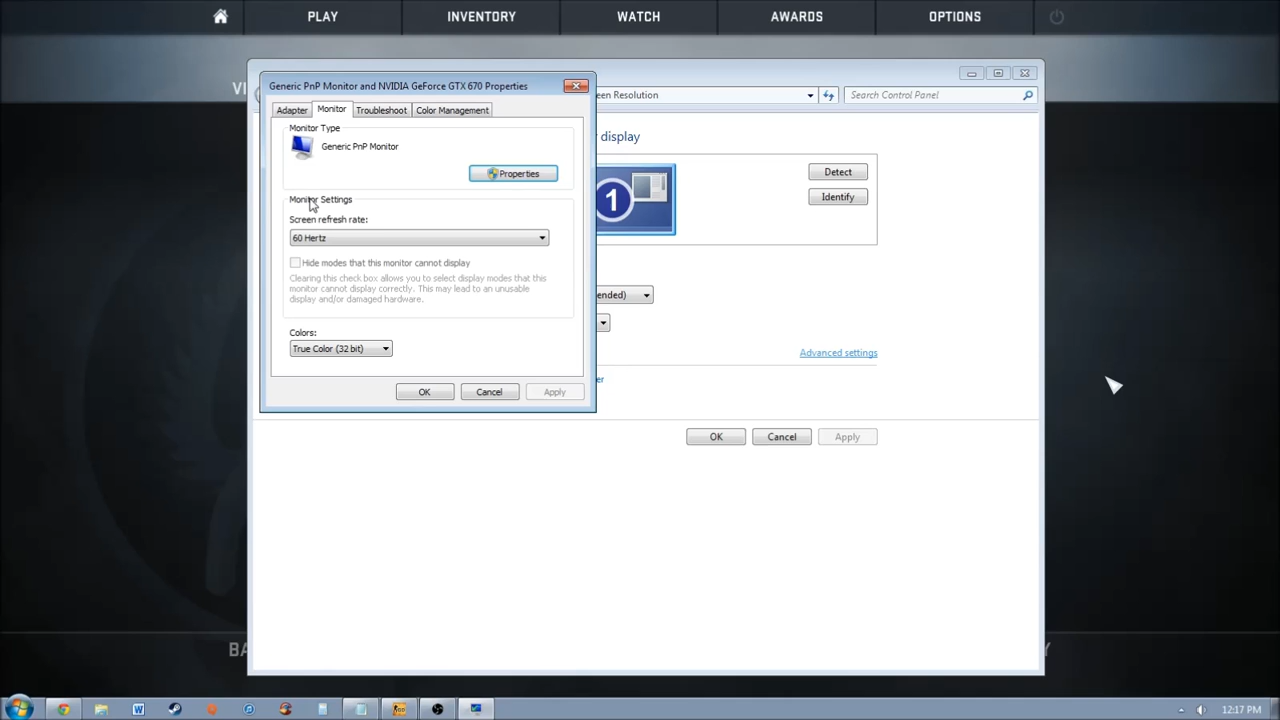 PLAY INVENTORY WATCH AWARDS OPTIONS
VI
Generic PnP Monitor and NVIDIA GeForce GTX 670 Properties
een Resolution
Search Control Panel
Adapter Monitor Troubleshoot Color Management
Monitor Type
Generic PnP Monitor
Properties
Monitor Settings
Screen refresh rate:
60 Hertz
Hide modes that this monitor cannot display
Clearing this check box allows you to select display modes that this
monitor cannot display correctly. This may lead to an unusable
display and/or damaged hardware.
Colors:
True Color (32 bit)
OK Cancel Apply
display
1
Detect
Identify
ended)
Advanced settings
er
OK Cancel Apply
BA
Y
W
12:17 PM